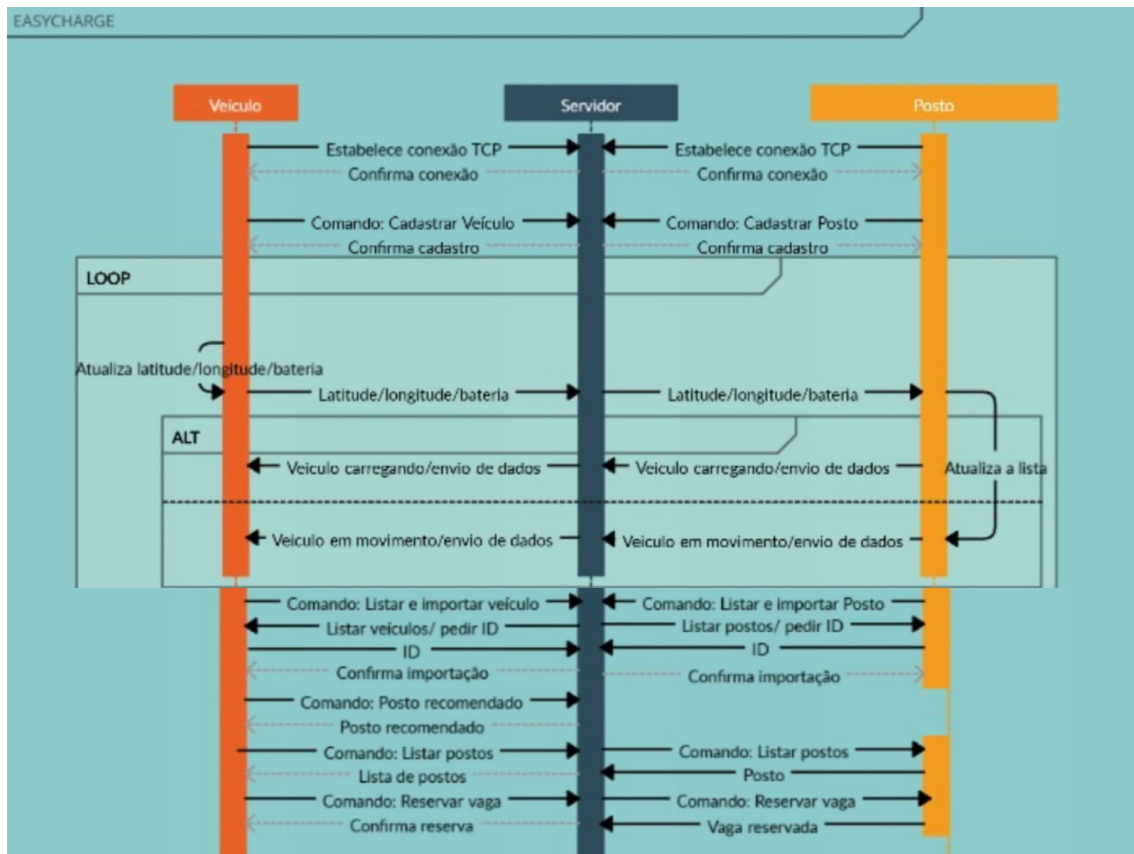 EASYCHARGE
Veículo Servidor Posto
Estabelece conexão TCP Estabelece conexão TCP
Confirma conexão Confirma conexão
Comando: Cadastrar Veículo Comando: Cadastrar Posto
Confirma cadastro Confirma cadastro
LOOP
Atualiza latitude/longitude/bateria
Latitude/longitude/bateria Latitude/longitude/bateria
ALT
Veiculo carregando/envio de dados Veiculo carregando/envio de dados Atualiza a lista
Veiculo em movimento/envio de dados Veiculo em movimento/envio de dados
Comando: Listar e importar veículo Comando: Listar e importar Posto
Listar veículos/ pedir ID Listar postos/ pedir ID
ID ID
Confirma importação Confirma importação
Comando: Posto recomendado
Posto recomendado
Comando: Listar postos Comando: Listar postos
Lista de postos Posto
Comando: Reservar vaga Comando: Reservar vaga
Confirma reserva Vaga reservada